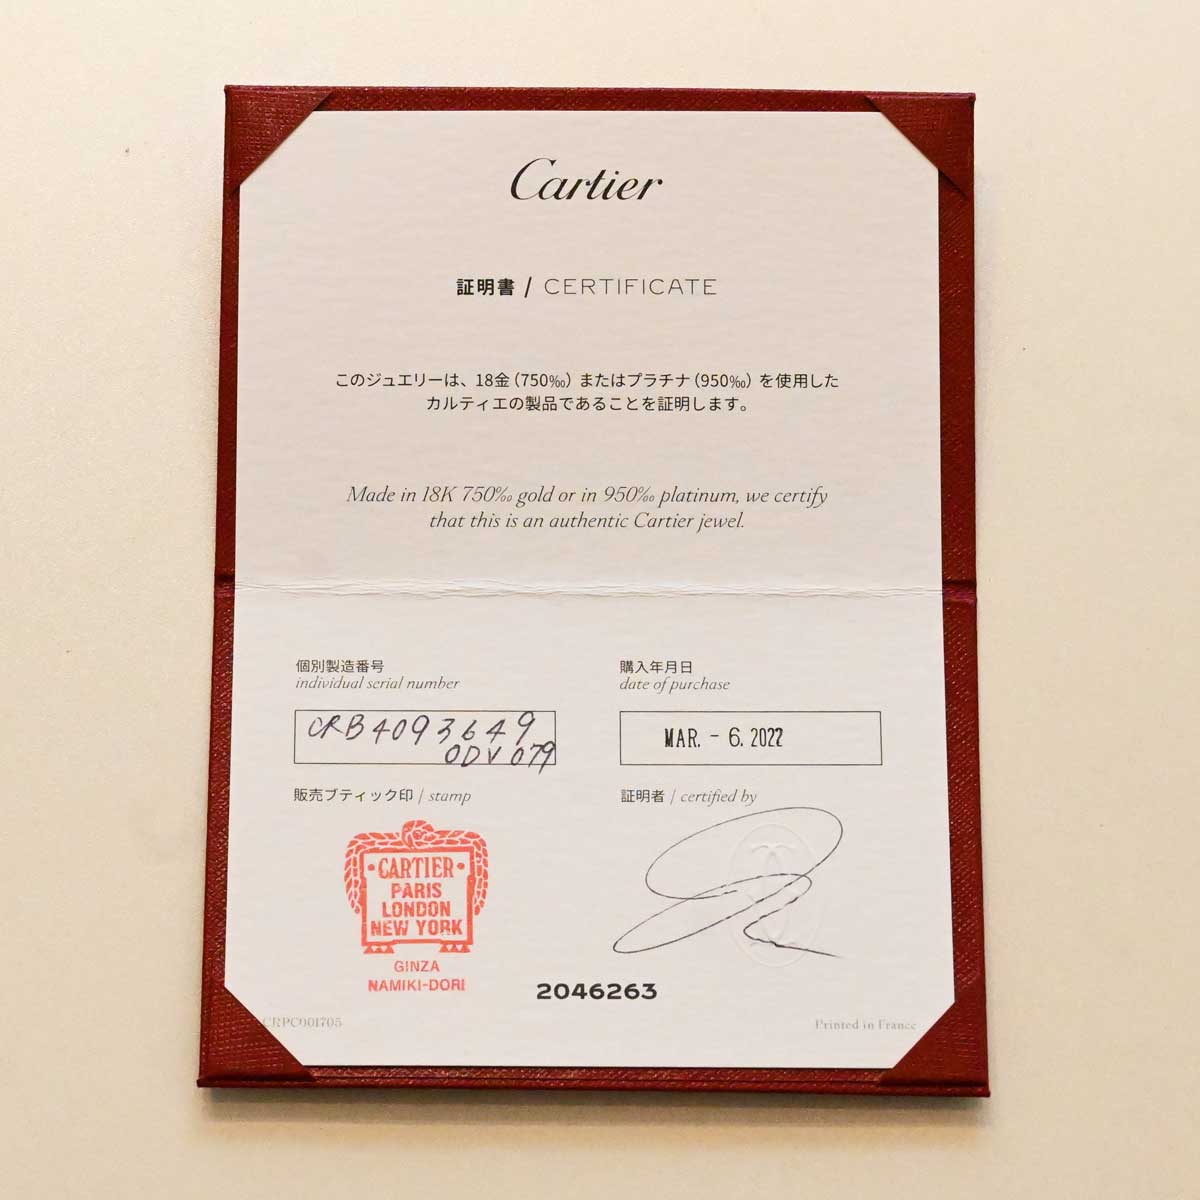 Cartier
証明書 / CERTIFICATE
このジュエリーは、18金(750‰)またはプラチナ(950‰)を使用した
カルティエの製品であることを証明します。
Made in 18K 750‰ gold or in 950‰ platinum, we certify
that this is an authentic Cartier jewel.
個別製造番号
individual serial number
CRB4093649
ODV079
購入年月日
date of purchase
MAR. - 6. 2022
販売ブティック印 / stamp
CARTIER
PARIS
LONDON
NEW YORK
GINZA
NAMIKI-DORI
証明者 / certified by
2046263
CRPC001705
Printed in France